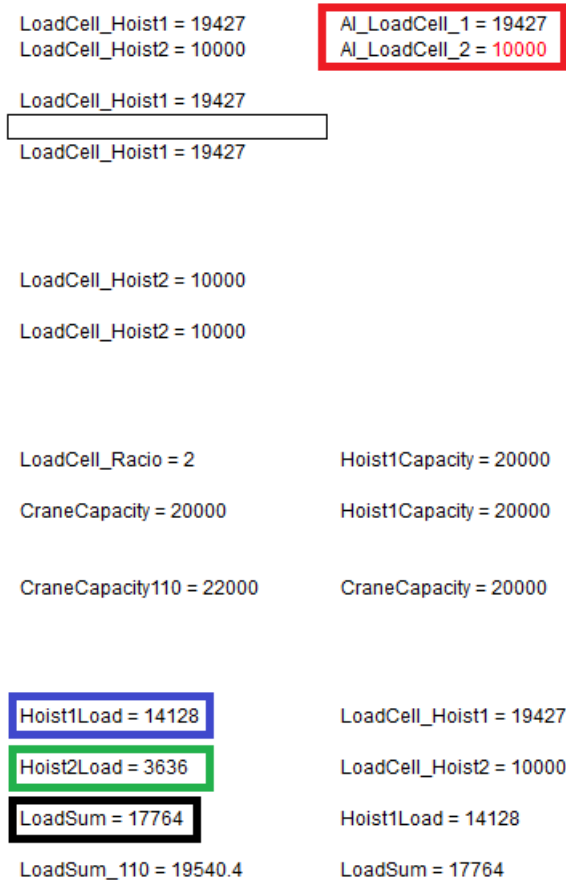 LoadCell_Hoist1 = 19427 AI_LoadCell_1 = 19427
LoadCell_Hoist2 = 10000 AI_LoadCell_2 = 10000
LoadCell_Hoist1 = 19427
LoadCell_Hoist1 = 19427
LoadCell_Hoist2 = 10000
LoadCell_Hoist2 = 10000
LoadCell_Racio = 2 Hoist1Capacity = 20000
CraneCapacity = 20000 Hoist1Capacity = 20000
CraneCapacity110 = 22000 CraneCapacity = 20000
Hoist1Load = 14128 LoadCell_Hoist1 = 19427
Hoist2Load = 3636 LoadCell_Hoist2 = 10000
LoadSum = 17764 Hoist1Load = 14128
LoadSum_110 = 19540.4 LoadSum = 17764